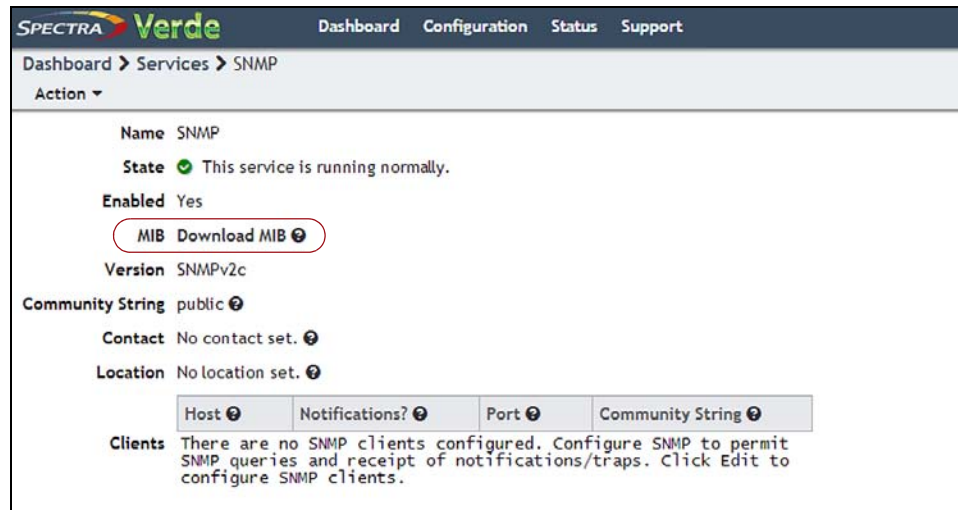 SPECTRA Verde Dashboard Configuration Status Support
Dashboard > Services > SNMP
Action
Name SNMP
State This service is running normally.
Enabled Yes
MIB Download MIB ?
Version SNMPv2c
Community String public ?
Contact No contact set. ?
Location No location set. ?
Host ? Notifications? ? Port ? Community String ?
Clients There are no SNMP clients configured. Configure SNMP to permit
SNMP queries and receipt of notifications/traps. Click Edit to
configure SNMP clients.